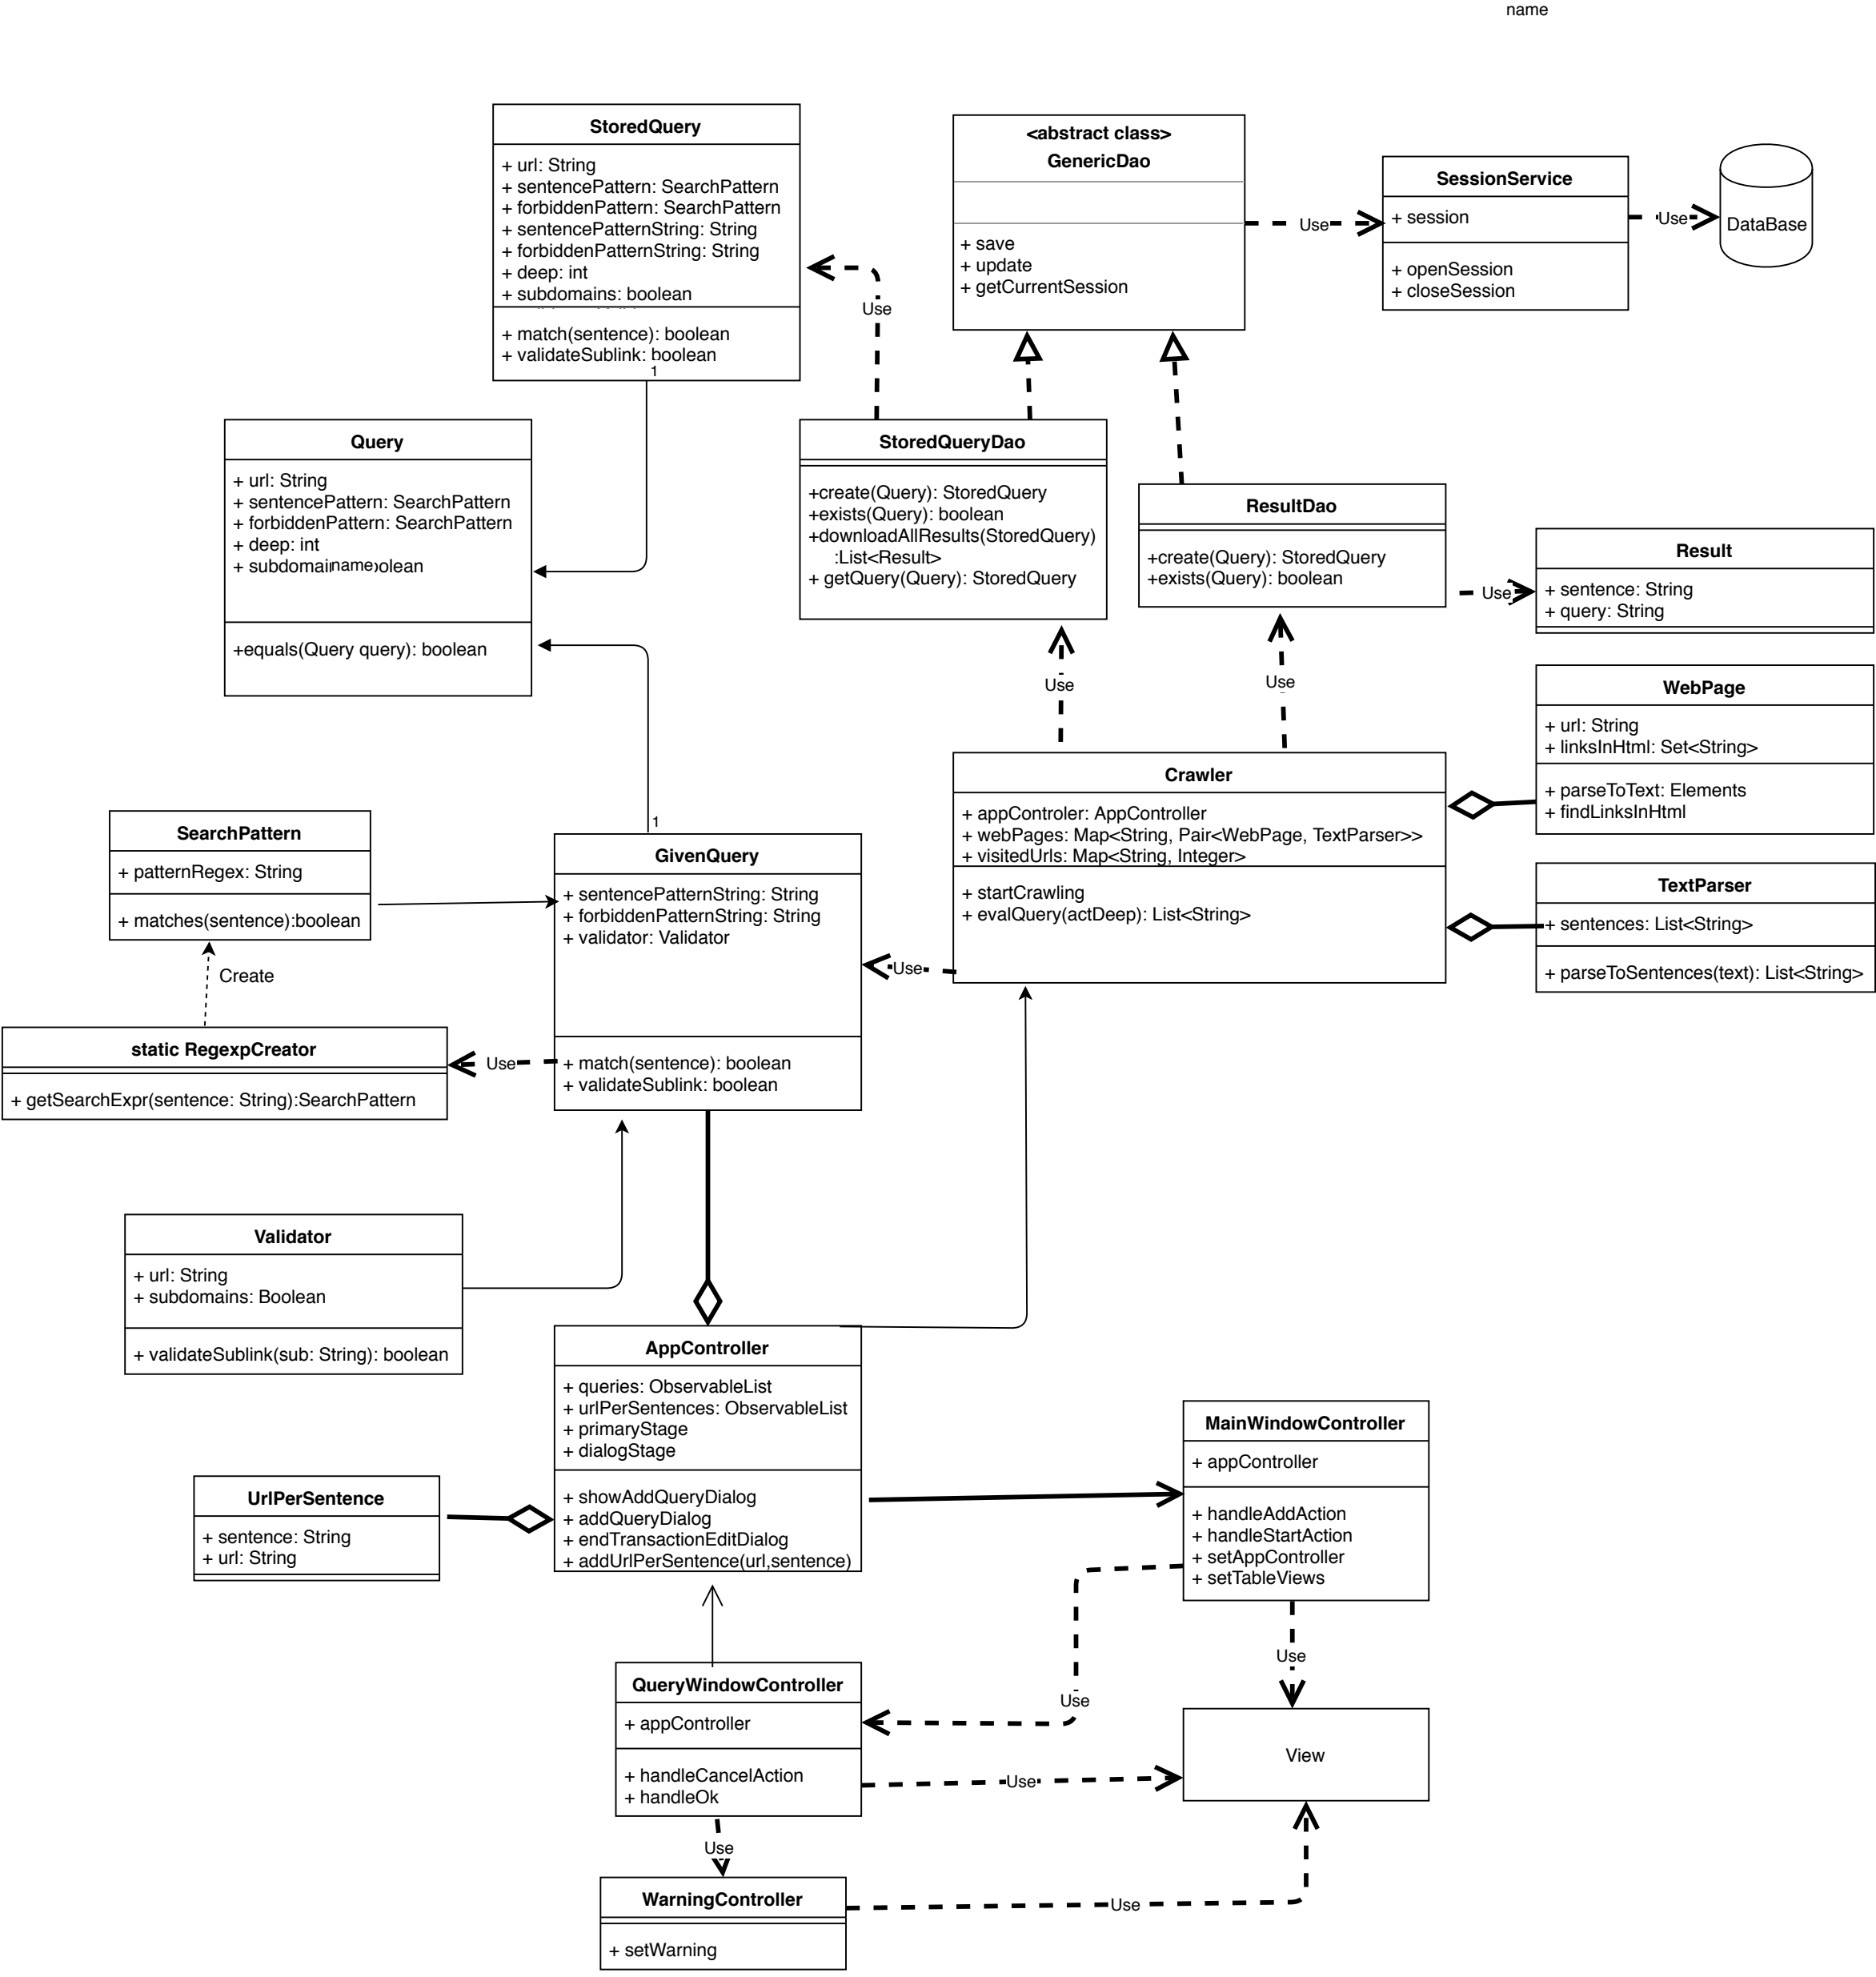 name
StoredQuery
+ url: String
+ sentencePattern: SearchPattern
+ forbiddenPattern: SearchPattern
+ sentencePatternString: String
+ forbiddenPatternString: String
+ deep: int
+ subdomains: boolean
+ match(sentence): boolean
+ validateSublink: boolean
1
<abstract class>
GenericDao
+ save
+ update
+ getCurrentSession
Use
SessionService
+ session
+ openSession
+ closeSession
Use
DataBase
Use
Query
+ url: String
+ sentencePattern: SearchPattern
+ forbiddenPattern: SearchPattern
+ deep: int
+ subdomai
name
olean
+equals(Query query): boolean
StoredQueryDao
+create(Query): StoredQuery
+exists(Query): boolean
+downloadAllResults(StoredQuery)
:List<Result>
+ getQuery(Query): StoredQuery
ResultDao
+create(Query): StoredQuery
+exists(Query): boolean
Use
Result
+ sentence: String
+ query: String
Use
Use
WebPage
+ url: String
+ linksInHtml: Set<String>
+ parseToText: Elements
+ findLinksInHtml
Crawler
+ appControler: AppController
+ webPages: Map<String, Pair<WebPage, TextParser>>
+ visitedUrls: Map<String, Integer>
+ startCrawling
+ evalQuery(actDeep): List<String>
TextParser
+ sentences: List<String>
+ parseToSentences(text): List<String>
SearchPattern
+ patternRegex: String
+ matches(sentence):boolean
1
GivenQuery
+ sentencePatternString: String
+ forbiddenPatternString: String
+ validator: Validator
+ match(sentence): boolean
+ validateSublink: boolean
Use
Create
static RegexpCreator
+ getSearchExpr(sentence: String):SearchPattern
Use
Validator
+ url: String
+ subdomains: Boolean
+ validateSublink(sub: String): boolean
AppController
+ queries: ObservableList
+ urlPerSentences: ObservableList
+ primaryStage
+ dialogStage
+ showAddQueryDialog
+ addQueryDialog
+ endTransactionEditDialog
+ addUrlPerSentence(url,sentence)
UrlPerSentence
+ sentence: String
+ url: String
MainWindowController
+ appController
+ handleAddAction
+ handleStartAction
+ setAppController
+ setTableViews
Use
Use
QueryWindowController
+ appController
+ handleCancelAction
+ handleOk
Use
View
Use
WarningController
+ setWarning
Use